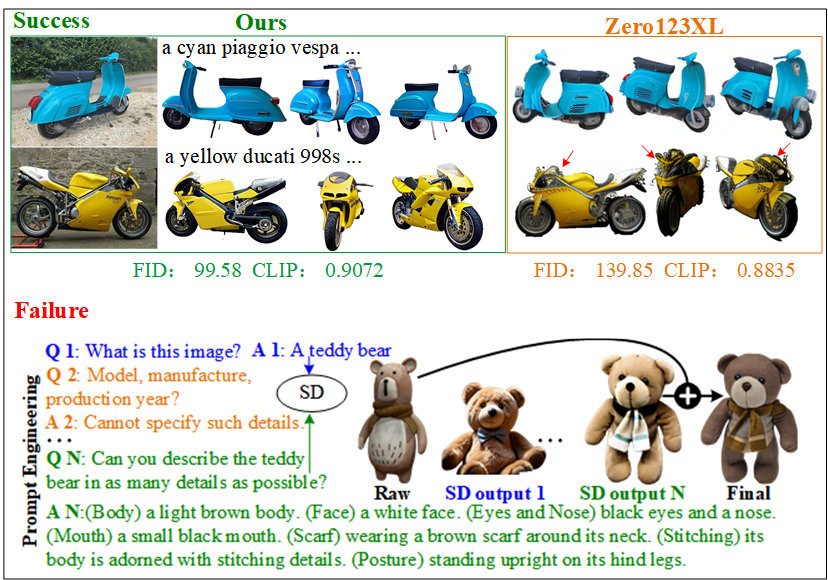 Success
Ours
Zero123XL
a cyan piaggio vespa ...
a yellow ducati 998s ...
FID: 99.58 CLIP: 0.9072
FID: 139.85 CLIP: 0.8835
Failure
Prompt Engineering
Q 1: What is this image? A 1: A teddy bear
Q 2: Model, manufacture,
production year?
A 2: Cannot specify such details.
...
Q N: Can you describe the teddy
bear in as many details as possible?
SD
...
Raw
SD output 1
SD output N
Final
A N:(Body) a light brown body. (Face) a white face. (Eyes and Nose) black eyes and a nose.
(Mouth) a small black mouth. (Scarf) wearing a brown scarf around its neck. (Stitching) its
body is adorned with stitching details. (Posture) standing upright on its hind legs.